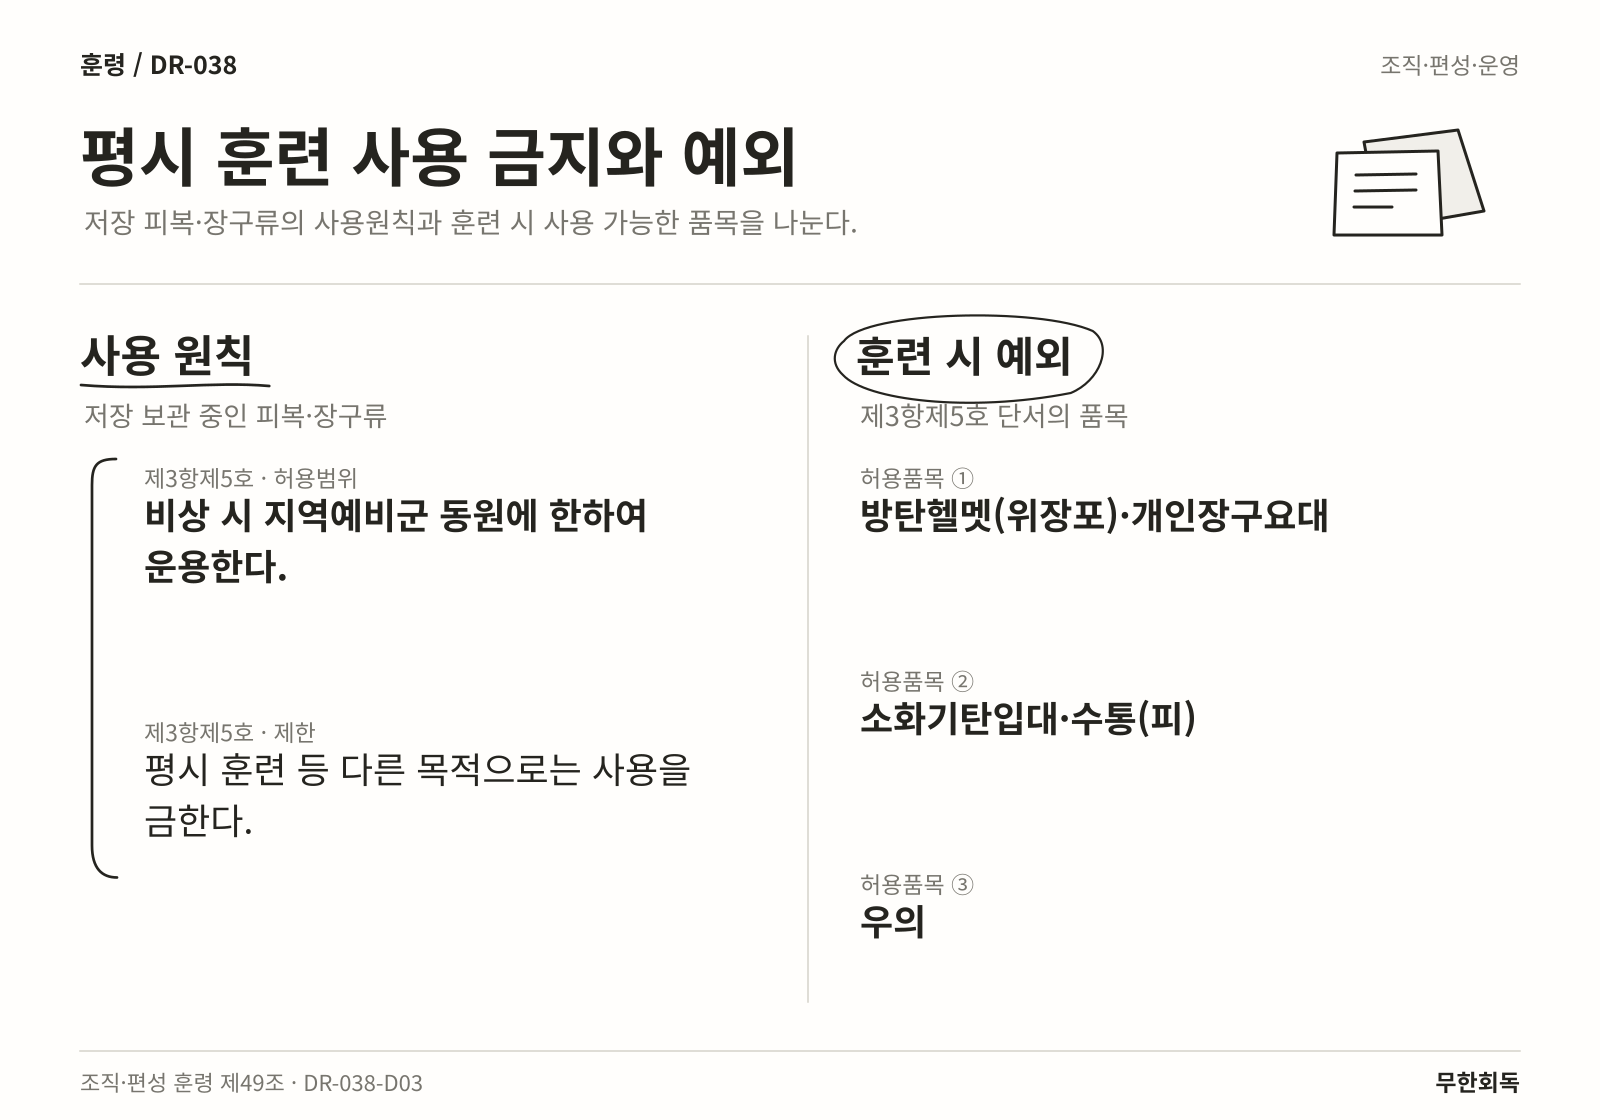 훈령 / DR-038
조직·편성·운영
평시 훈련 사용 금지와 예외
저장 피복·장구류의 사용원칙과 훈련 시 사용 가능한 품목을 나눈다.
사용 원칙
저장 보관 중인 피복·장구류
제3항제5호 · 허용범위
비상 시 지역예비군 동원에 한하여
운용한다.
제3항제5호 · 제한
평시 훈련 등 다른 목적으로는 사용을
금한다.
훈련 시 예외
제3항제5호 단서의 품목
허용품목 ①
방탄헬멧(위장포)·개인장구요대
허용품목 ②
소화기탄입대·수통(피)
허용품목 ③
우의
조직·편성 훈령 제49조 · DR-038-D03
무한회독